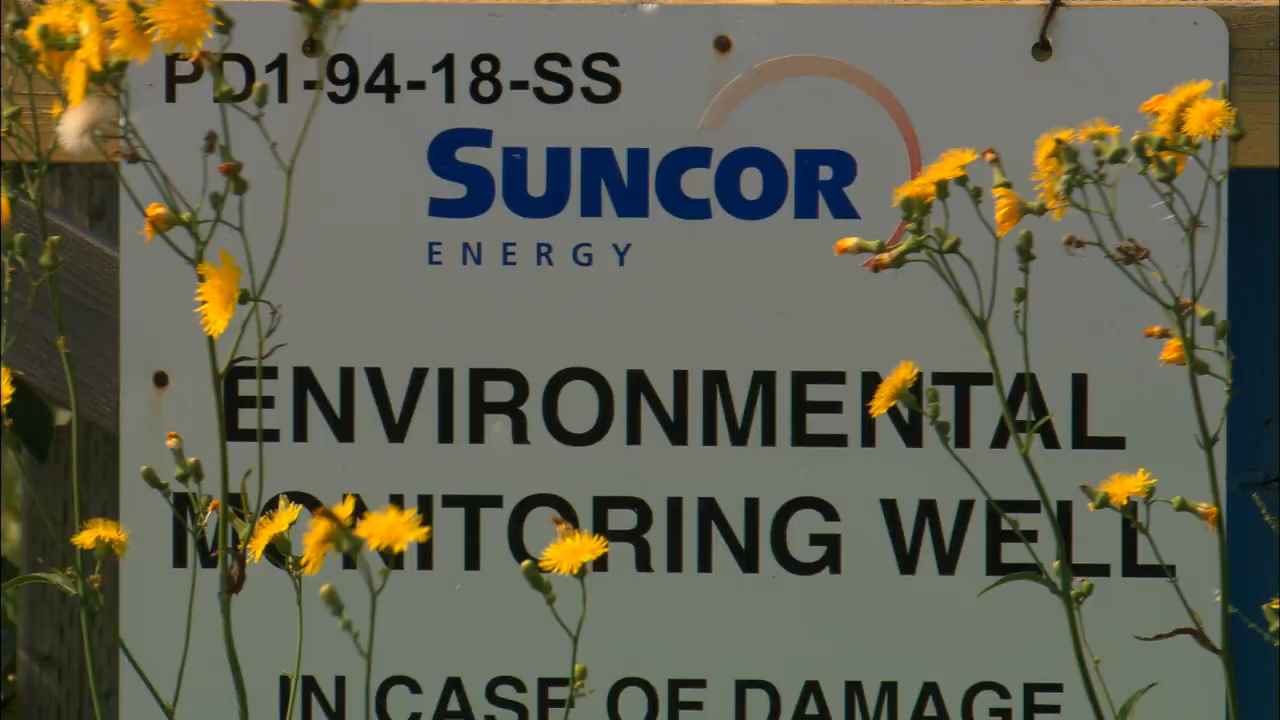 PD1-94-18-SS
SUNCOR
ENERGY
ENVIRONMENTAL
MONITORING WELL
IN CASE OF DAMAGE